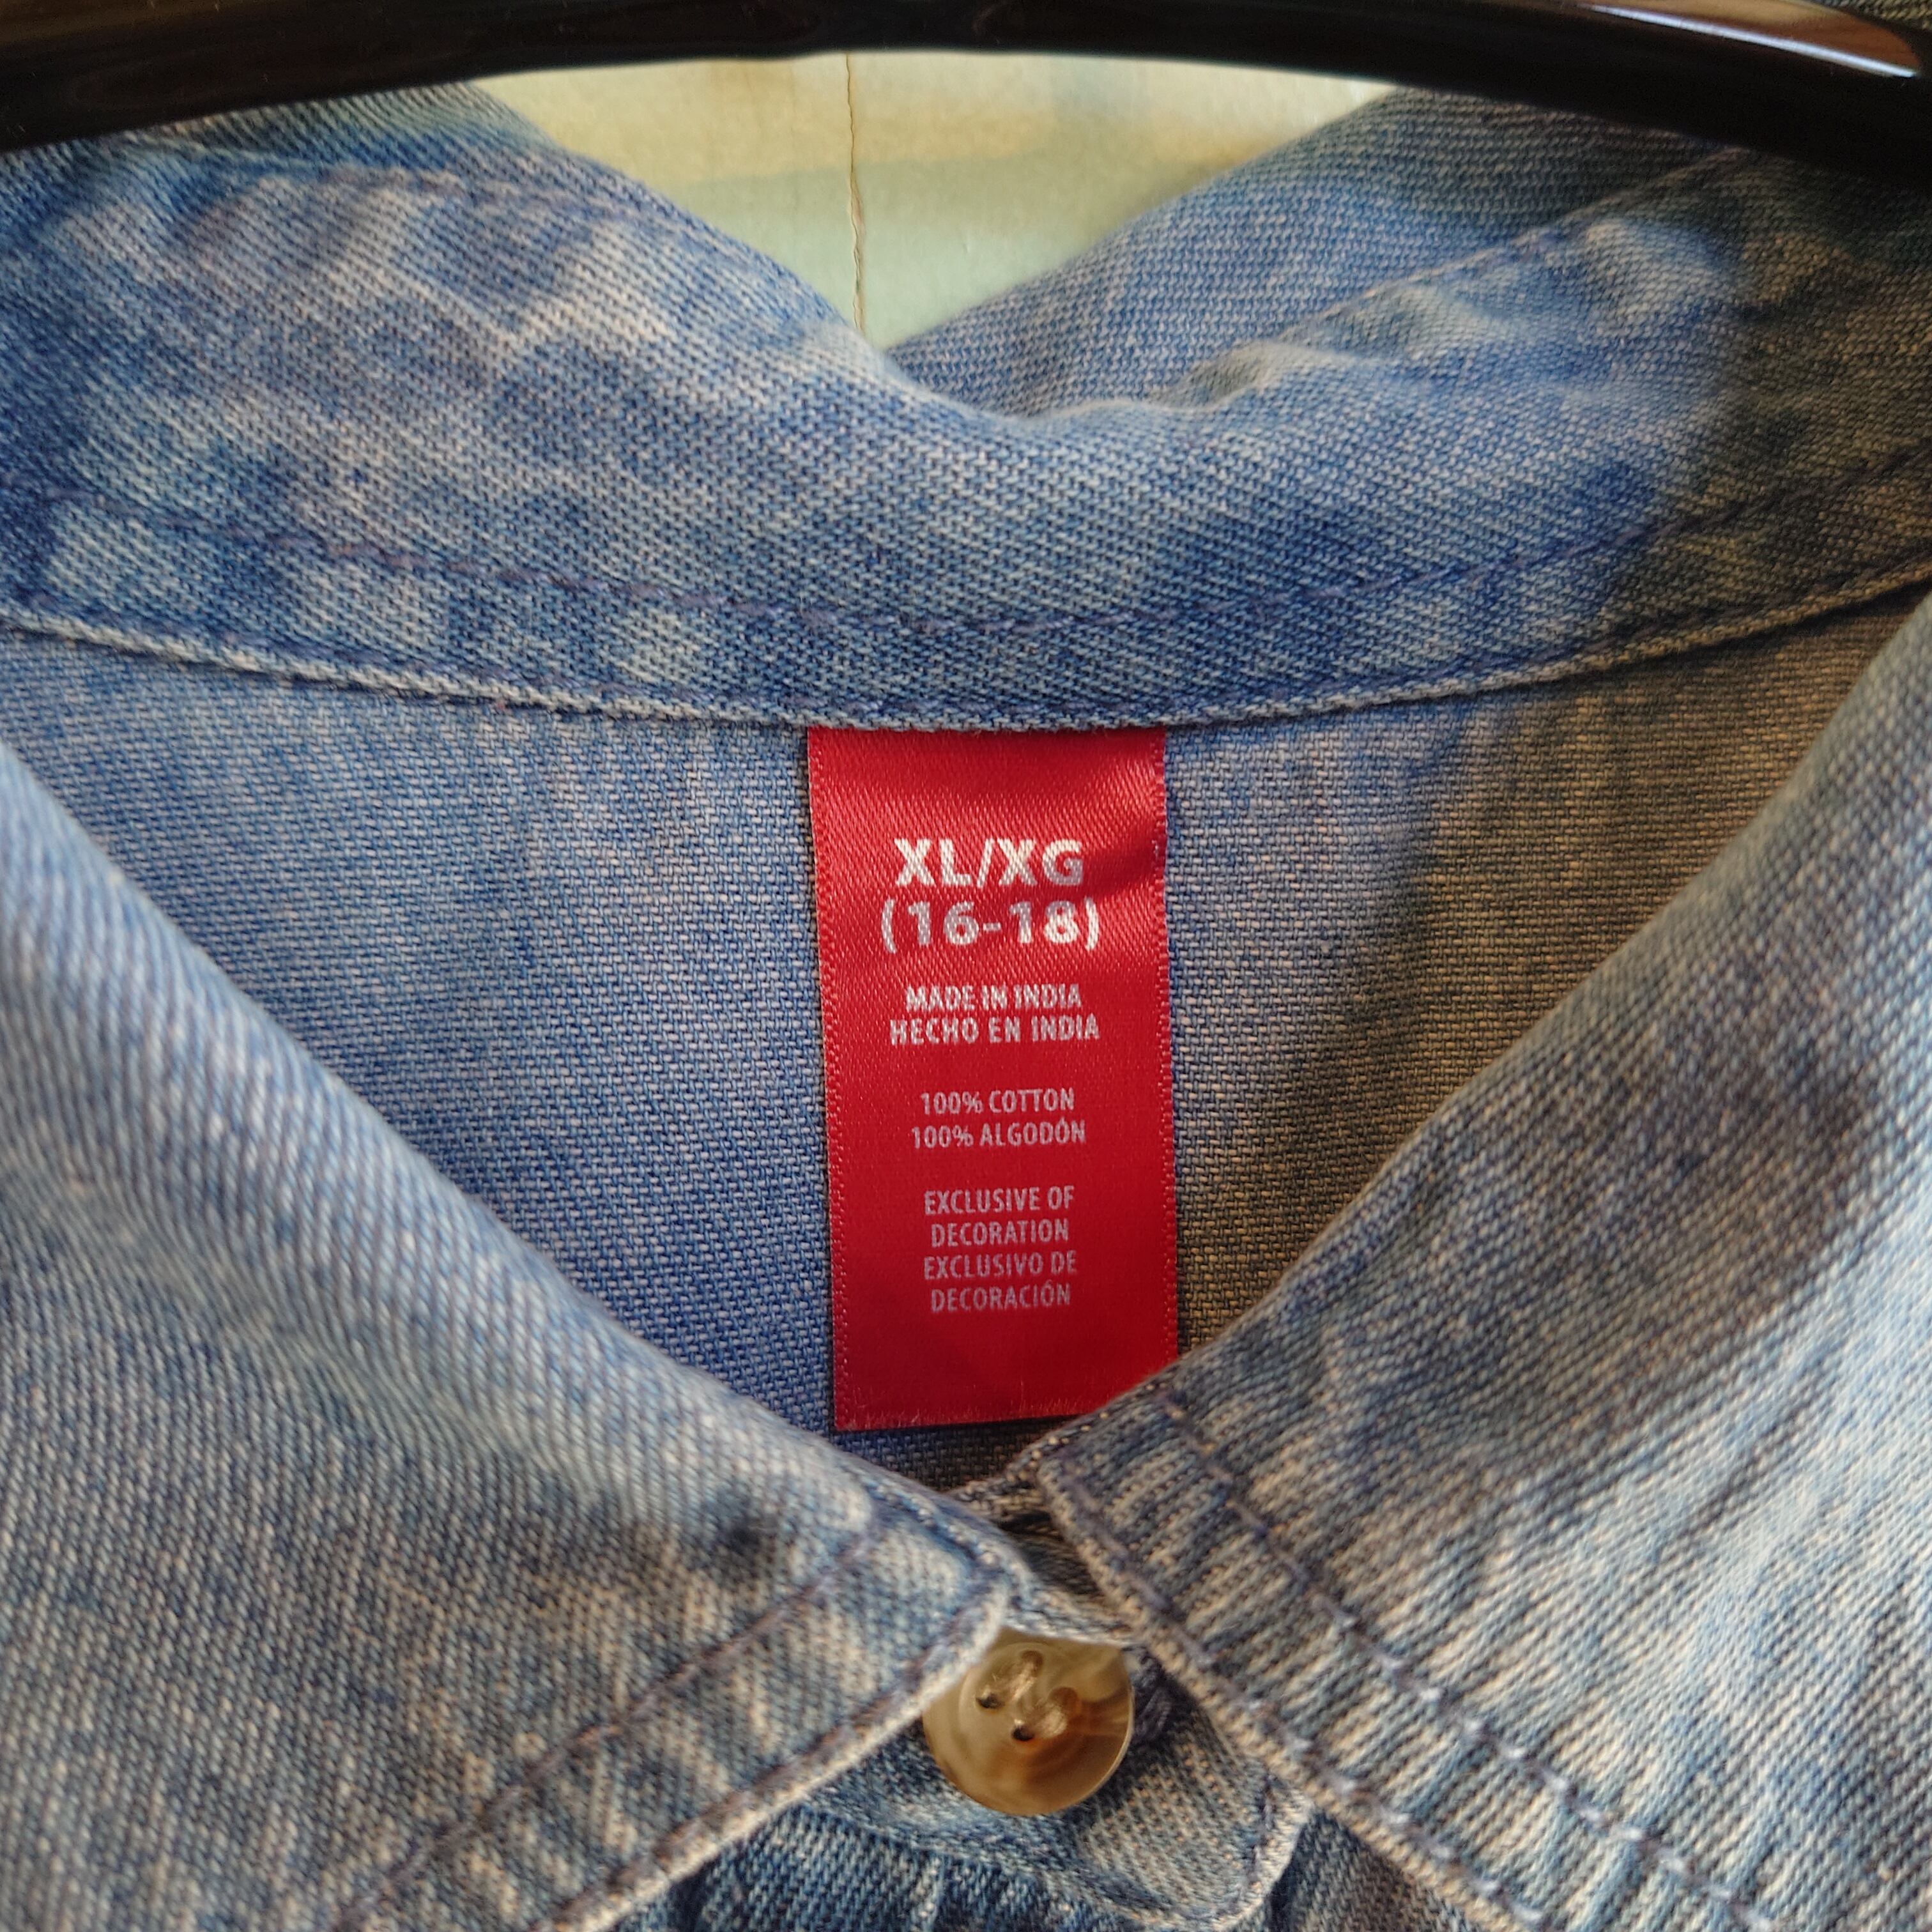 XL/XG
(16-18)
MADE IN INDIA
HECHO EN INDIA
100% COTTON
100% ALGODÓN
EXCLUSIVE OF
DECORATION
EXCLUSIVO DE
DECORACIÓN